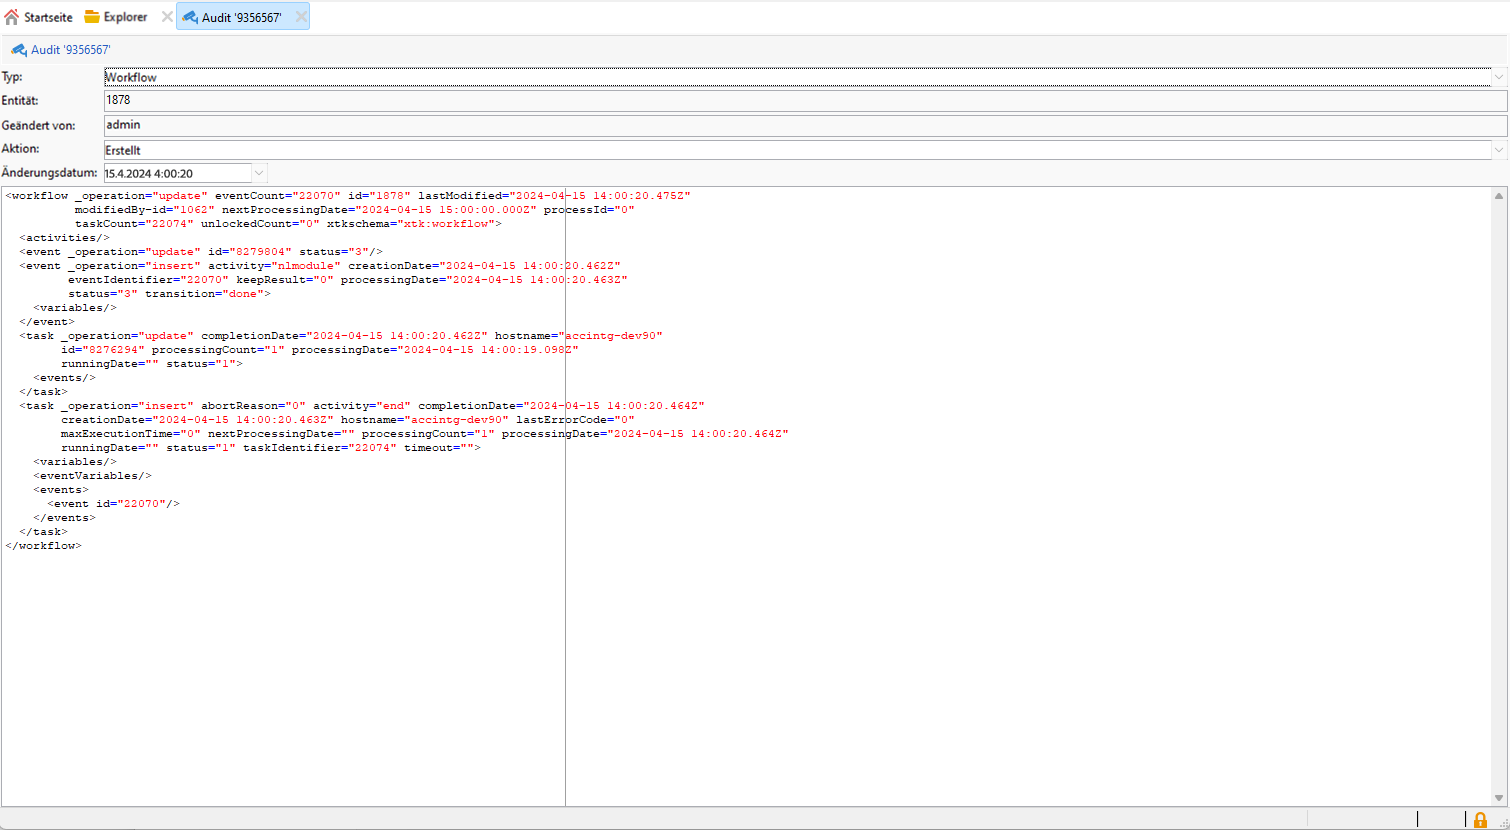 Startseite Explorer Audit '9356567'
Audit '9356567'
Typ: Workflow
Entität: 1878
Geändert von: admin
Aktion: Erstellt
Änderungsdatum: 15.4.2024 4:00:20
<workflow _operation="update" eventCount="22070" id="1878" lastModified="2024-04-15 14:00:20.475Z"
modifiedBy-id="1062" nextProcessingDate="2024-04-15 15:00:00.000Z" processId="0"
taskCount="22074" unlockedCount="0" xtkschema="xtk:workflow">
<activities/>
<event _operation="update" id="8279804" status="3"/>
<event _operation="insert" activity="nlmodule" creationDate="2024-04-15 14:00:20.462Z"
eventIdentifier="22070" keepResult="0" processingDate="2024-04-15 14:00:20.463Z"
status="3" transition="done">
<variables/>
</event>
<task _operation="update" completionDate="2024-04-15 14:00:20.462Z" hostname="accintg-dev90"
id="8276294" processingCount="1" processingDate="2024-04-15 14:00:19.098Z"
runningDate="" status="1">
<events/>
</task>
<task _operation="insert" abortReason="0" activity="end" completionDate="2024-04-15 14:00:20.464Z"
creationDate="2024-04-15 14:00:20.463Z" hostname="accintg-dev90" lastErrorCode="0"
maxExecutionTime="0" nextProcessingDate="" processingCount="1" processingDate="2024-04-15 14:00:20.464Z"
runningDate="" status="1" taskIdentifier="22074" timeout="">
<variables/>
<eventVariables/>
<events>
<event id="22070"/>
</events>
</task>
</workflow>